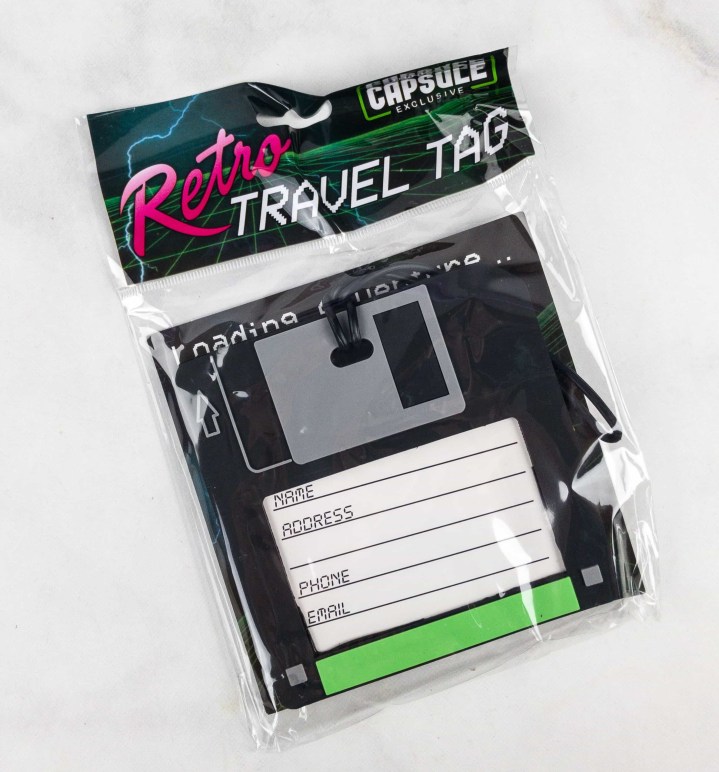 CAPSULE
EXCLUSIVE
Retro
TRAVEL TAG
NAME
ADDRESS
PHONE
EMAIL